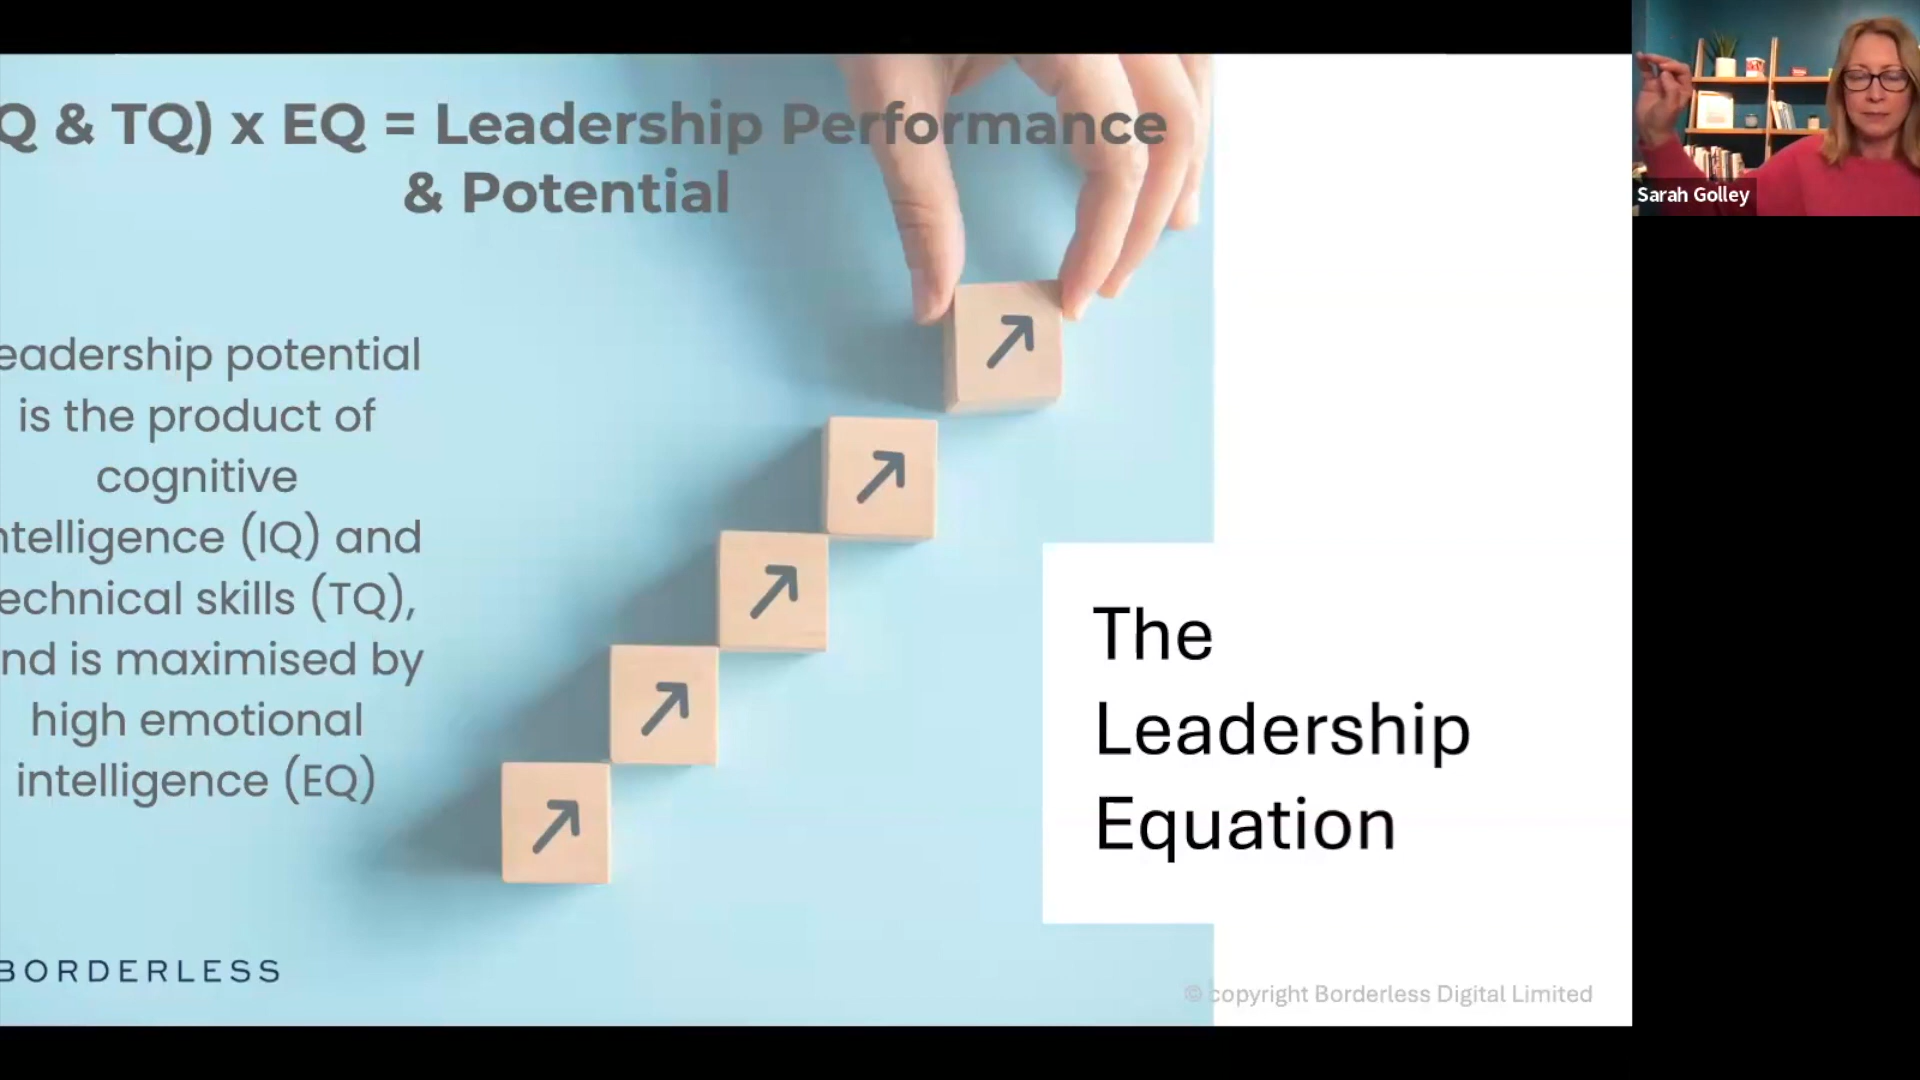 Q & TQ) x EQ = Leadership Performance
& Potential
eadership potential
is the product of
cognitive
ntelligence (IQ) and
echnical skills (TQ),
nd is maximised by
high emotional
intelligence (EQ)
The
Leadership
Equation
BORDERLESS
© copyright Borderless Digital Limited
Sarah Golley